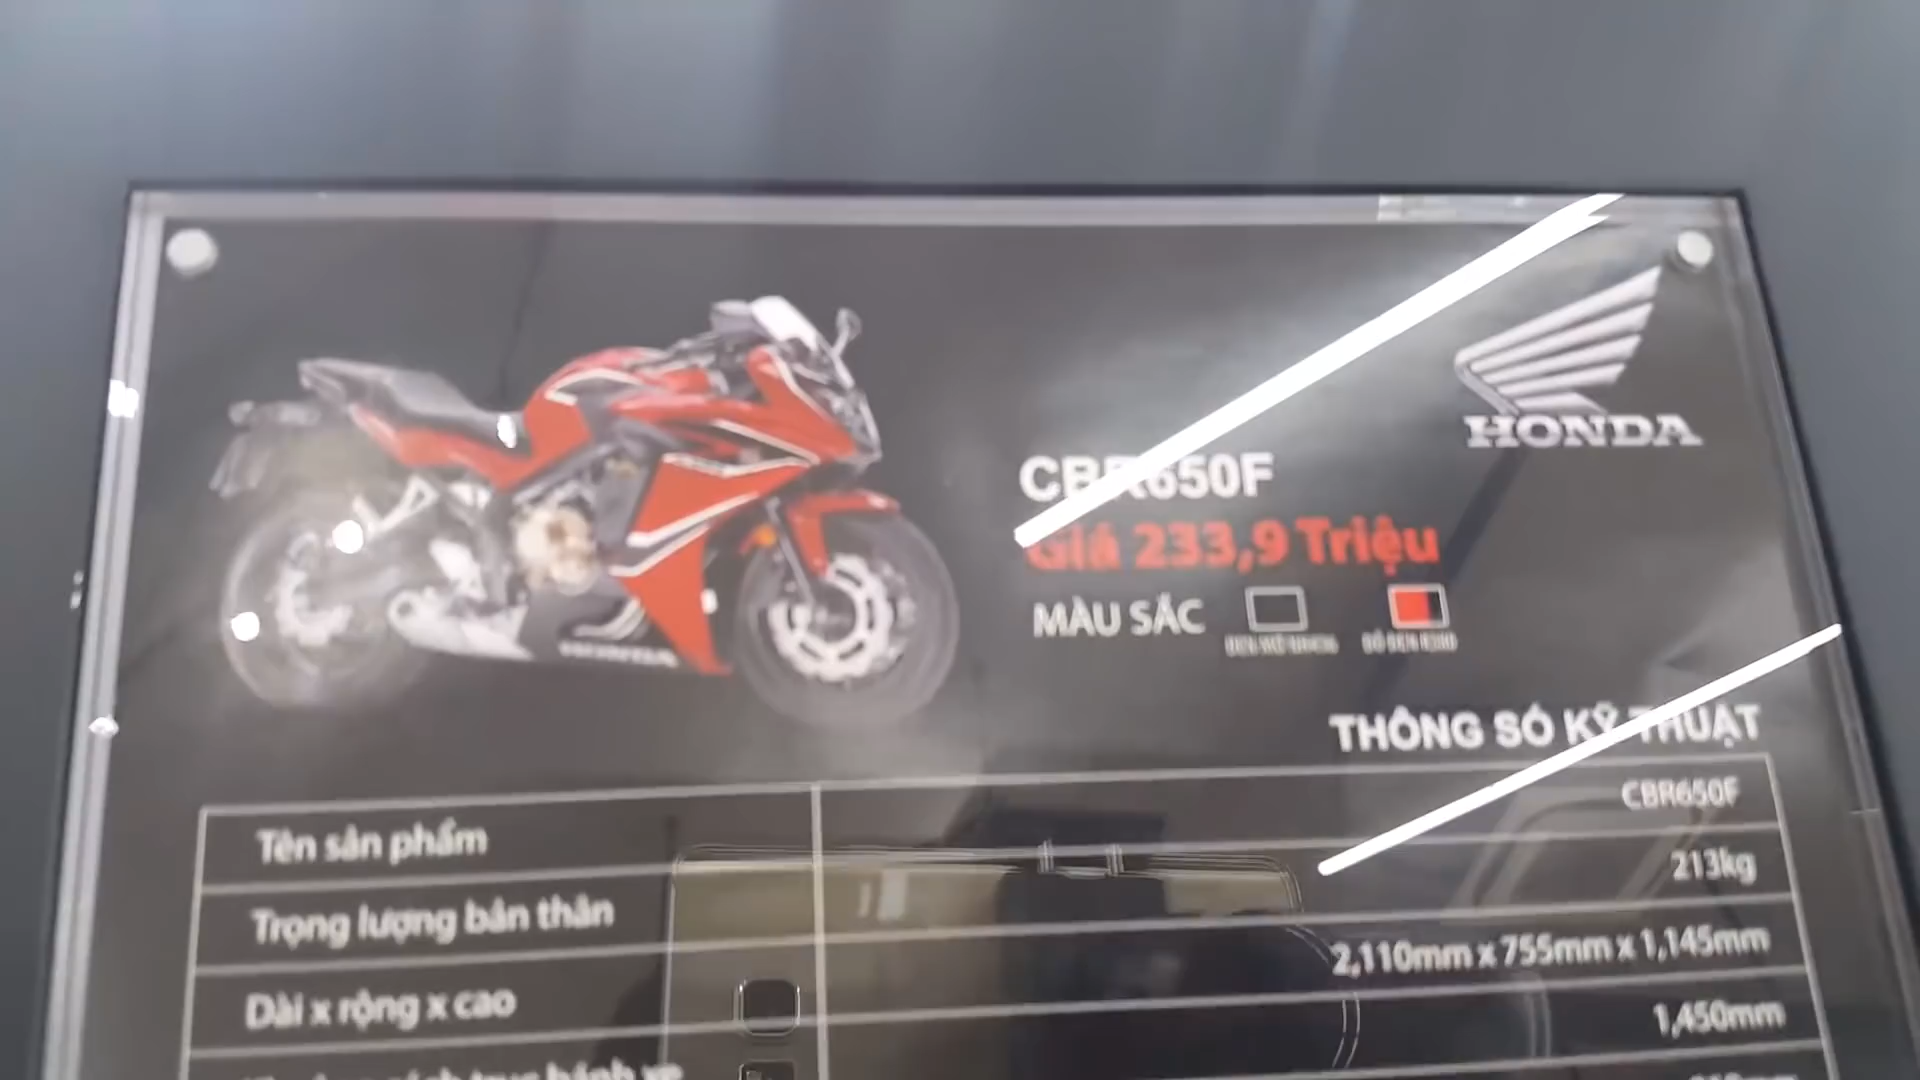 HONDA
CBR650F
Giá 233,9 Triệu
MÀU SẮC
HONDA
THÔNG SỐ KỸ THUẬT
Tên sản phẩm CBR650F
Trọng lượng bản thân 213kg
Dài x rộng x cao 2,110mm x 755mm x 1,145mm
1,450mm